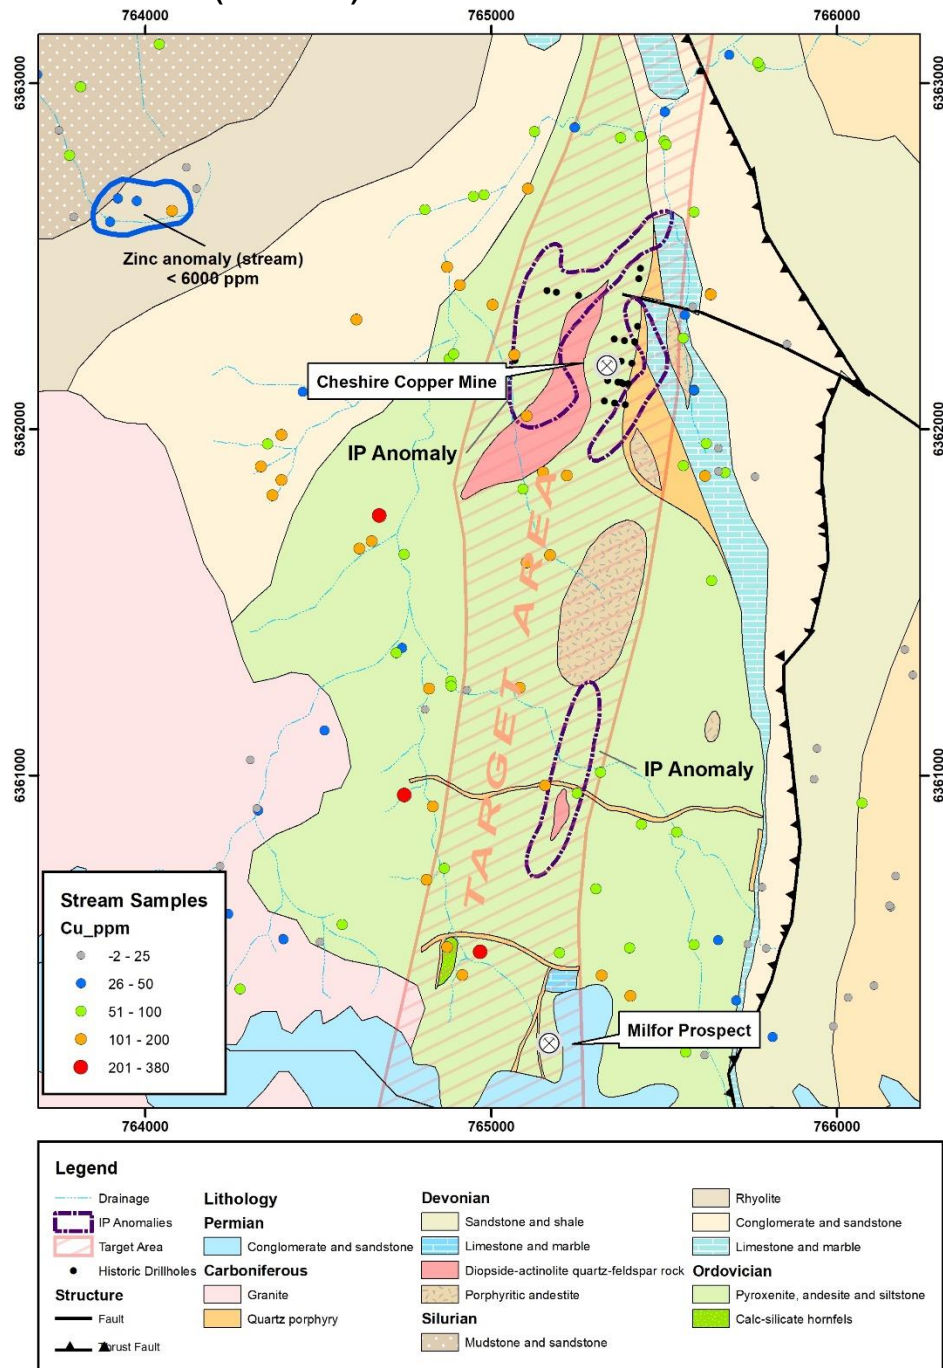 764000
765000
766000
6363000
6363000
Zinc anomaly (stream)
< 6000 ppm
Cheshire Copper Mine
6362000
6362000
IP Anomaly
TARGET AREA
6361000
6361000
IP Anomaly
Stream Samples
Cu_ppm
-2 - 25
26 - 50
51 - 100
101 - 200
201 - 380
Milfor Prospect
764000
765000
766000
Legend
Drainage
IP Anomalies
Target Area
Historic Drillholes
Structure
Fault
Thrust Fault
Lithology
Permian
Conglomerate and sandstone
Carboniferous
Granite
Quartz porphyry
Devonian
Sandstone and shale
Limestone and marble
Diopside-actinolite quartz-feldspar rock
Porphyritic andestite
Silurian
Mudstone and sandstone
Rhyolite
Conglomerate and sandstone
Limestone and marble
Ordovician
Pyroxenite, andesite and siltstone
Calc-silicate hornfels